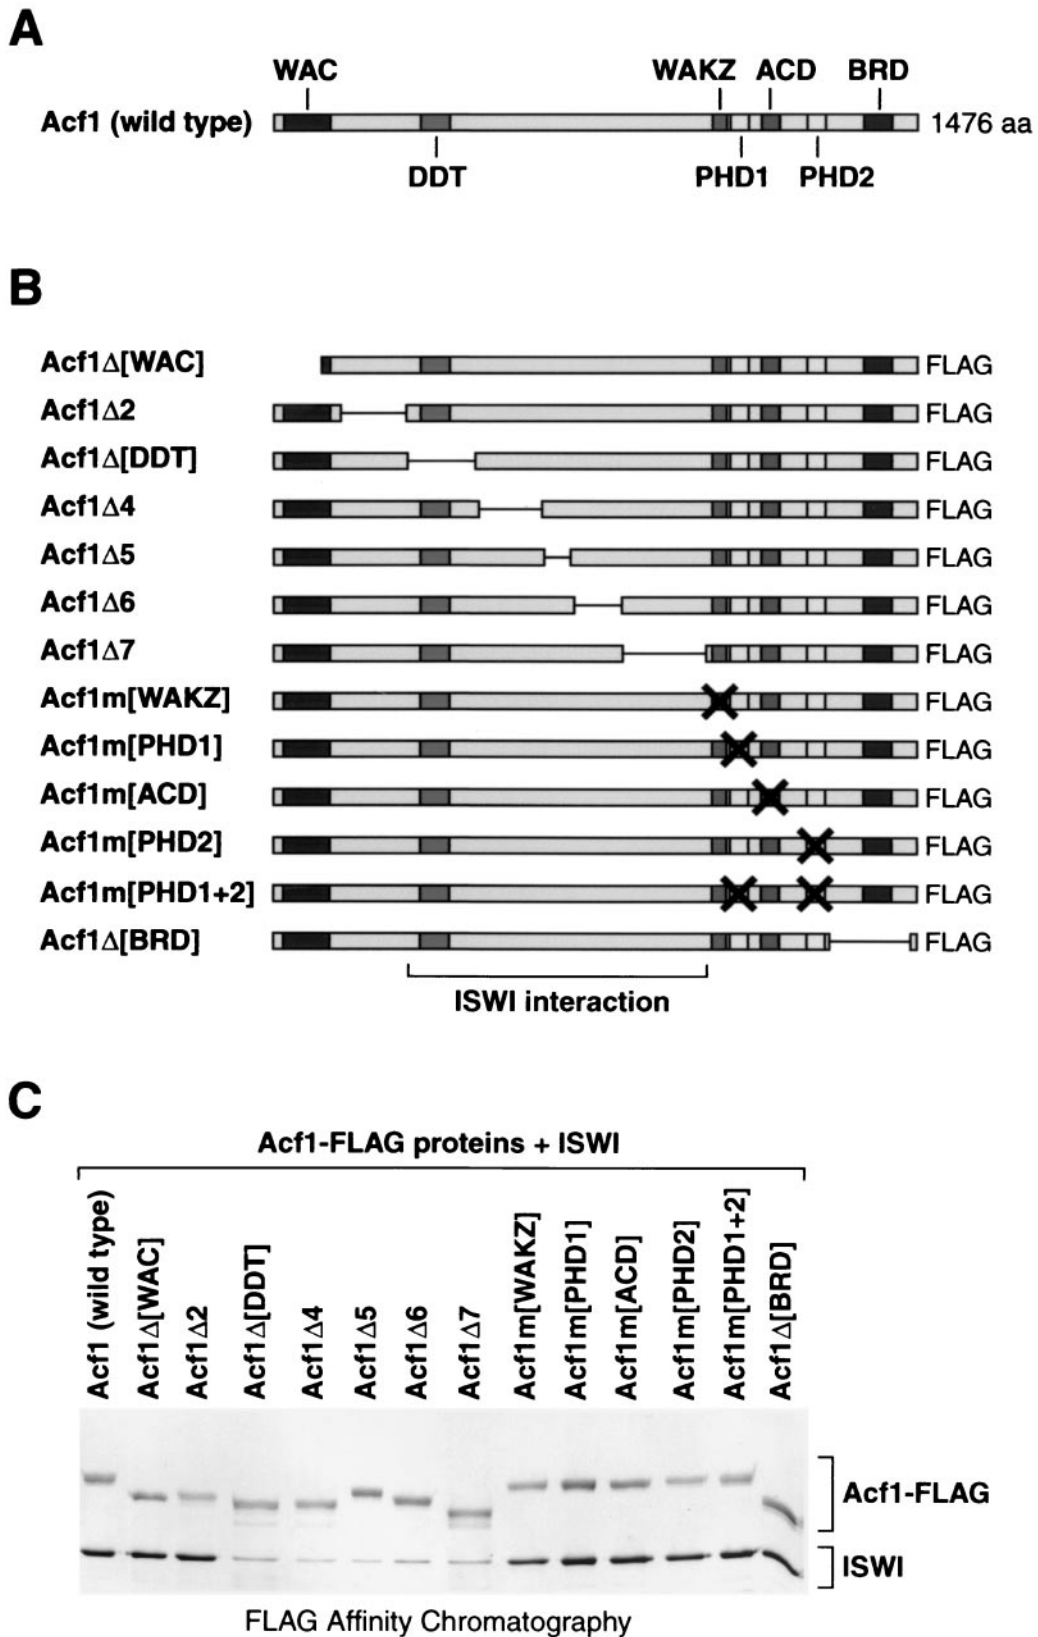 A
WAC WAKZ ACD BRD
Acf1 (wild type) 1476 aa
DDT PHD1 PHD2
B
Acf1Δ[WAC] FLAG
Acf1Δ2 FLAG
Acf1Δ[DDT] FLAG
Acf1Δ4 FLAG
Acf1Δ5 FLAG
Acf1Δ6 FLAG
Acf1Δ7 FLAG
Acf1m[WAKZ] FLAG
Acf1m[PHD1] FLAG
Acf1m[ACD] FLAG
Acf1m[PHD2] FLAG
Acf1m[PHD1+2] FLAG
Acf1Δ[BRD] FLAG
ISWI interaction
C
Acf1-FLAG proteins + ISWI
Acf1 (wild type)
Acf1Δ[WAC]
Acf1Δ2
Acf1Δ[DDT]
Acf1Δ4
Acf1Δ5
Acf1Δ6
Acf1Δ7
Acf1m[WAKZ]
Acf1m[PHD1]
Acf1m[ACD]
Acf1m[PHD2]
Acf1m[PHD1+2]
Acf1Δ[BRD]
Acf1-FLAG
ISWI
FLAG Affinity Chromatography